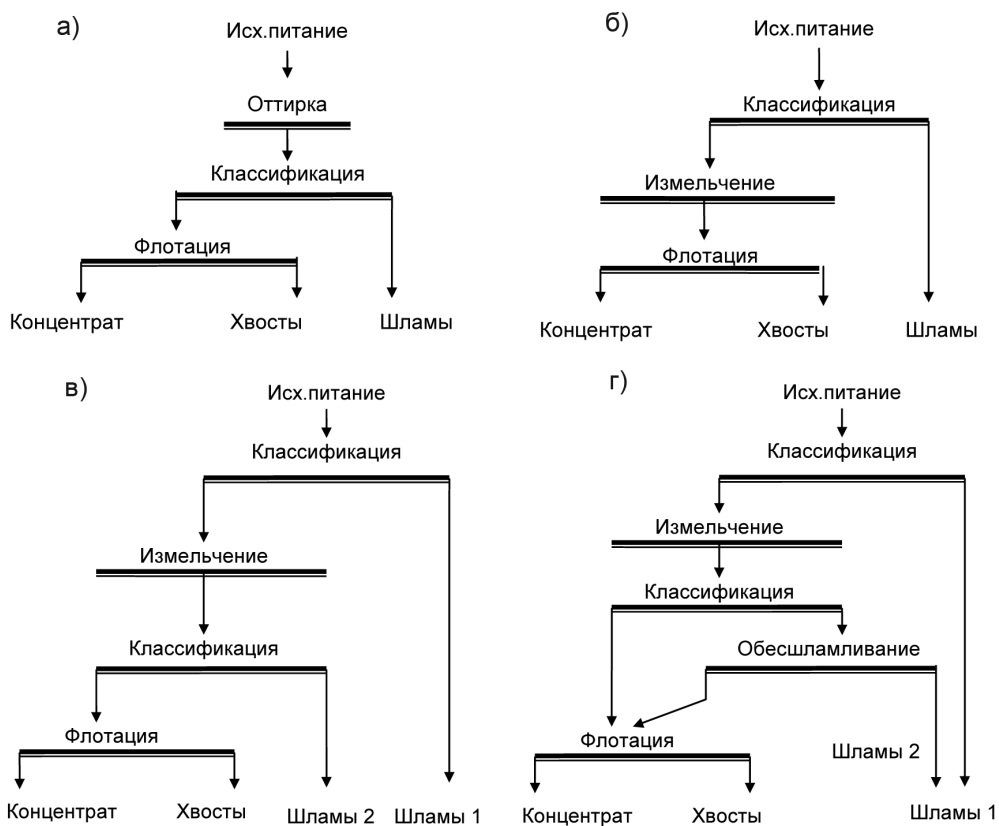 а)
Исх.питание
Оттирка
Классификация
Флотация
Концентрат
Хвосты
Шламы
б)
Исх.питание
Классификация
Измельчение
Флотация
Концентрат
Хвосты
Шламы
в)
Исх.питание
Классификация
Измельчение
Классификация
Флотация
Концентрат
Хвосты
Шламы 2
Шламы 1
г)
Исх.питание
Классификация
Измельчение
Классификация
Обесшламливание
Флотация
Шламы 2
Концентрат
Хвосты
Шламы 1